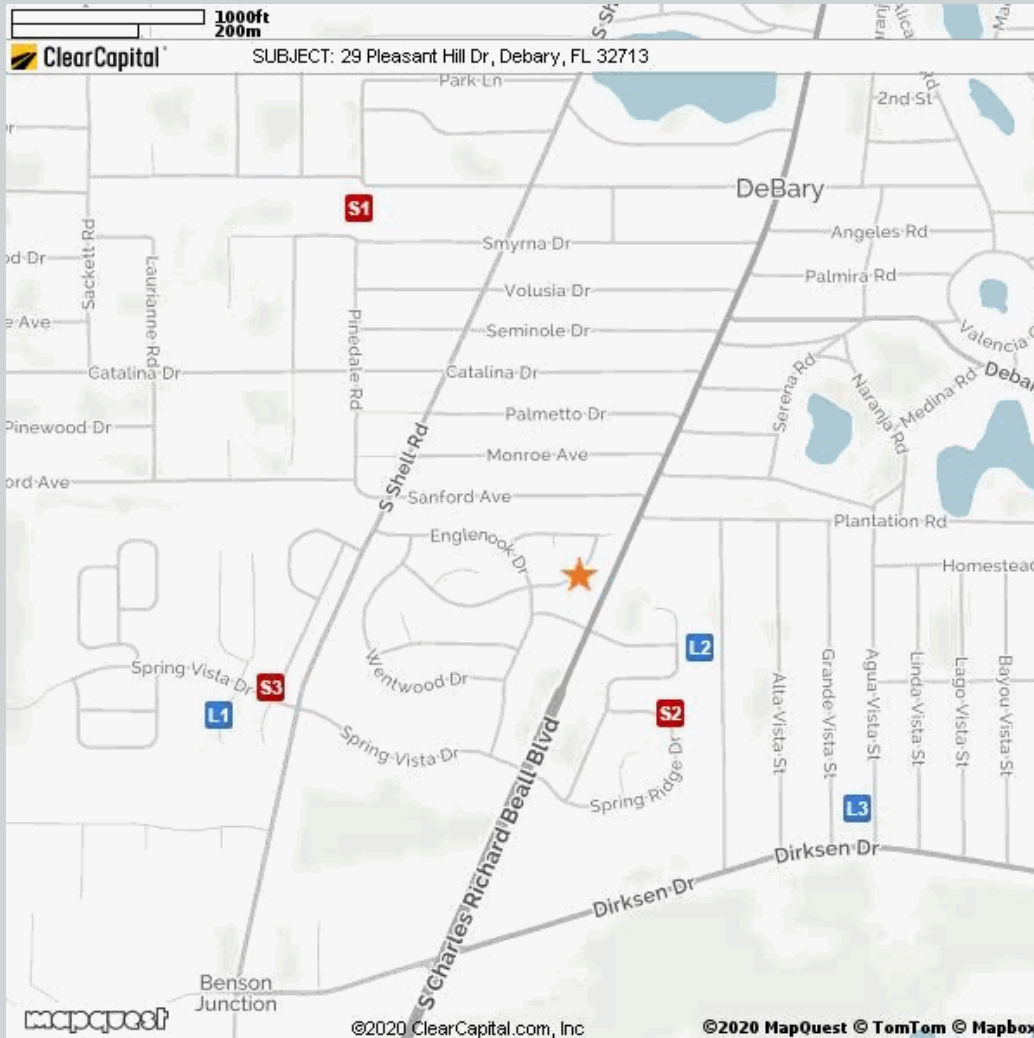 1000ft
200m
ClearCapital
SUBJECT: 29 Pleasant Hill Dr, Debary, FL 32713
Park Ln
2nd St
S1
DeBary
Smyrna Dr
Angeles Rd
Sackett Rd
Laurianne Rd
Palmira Rd
Volusia Dr
Pinedale Rd
Seminole Dr
Catalina Dr
Catalina Dr
Serena Rd
Naranja Rd
Medina Rd
Valencia
Palmetto Dr
Pinewood Dr
S Shell Rd
Monroe Ave
Sanford Ave
Plantation Rd
Englenook Dr
L2
Spring Vista Dr
S3
Wentwood Dr
L1
S2
Alta Vista St
Grande Vista St
Agua Vista St
Linda Vista St
Lago Vista St
Bayou Vista St
Spring Vista Dr
Spring Ridge Dr
L3
S Charles Richard Beall Blvd
Dirksen Dr
Dirksen Dr
Benson
Junction
mapquest
©2020 ClearCapital.com, Inc
©2020 MapQuest © TomTom © Mapbox